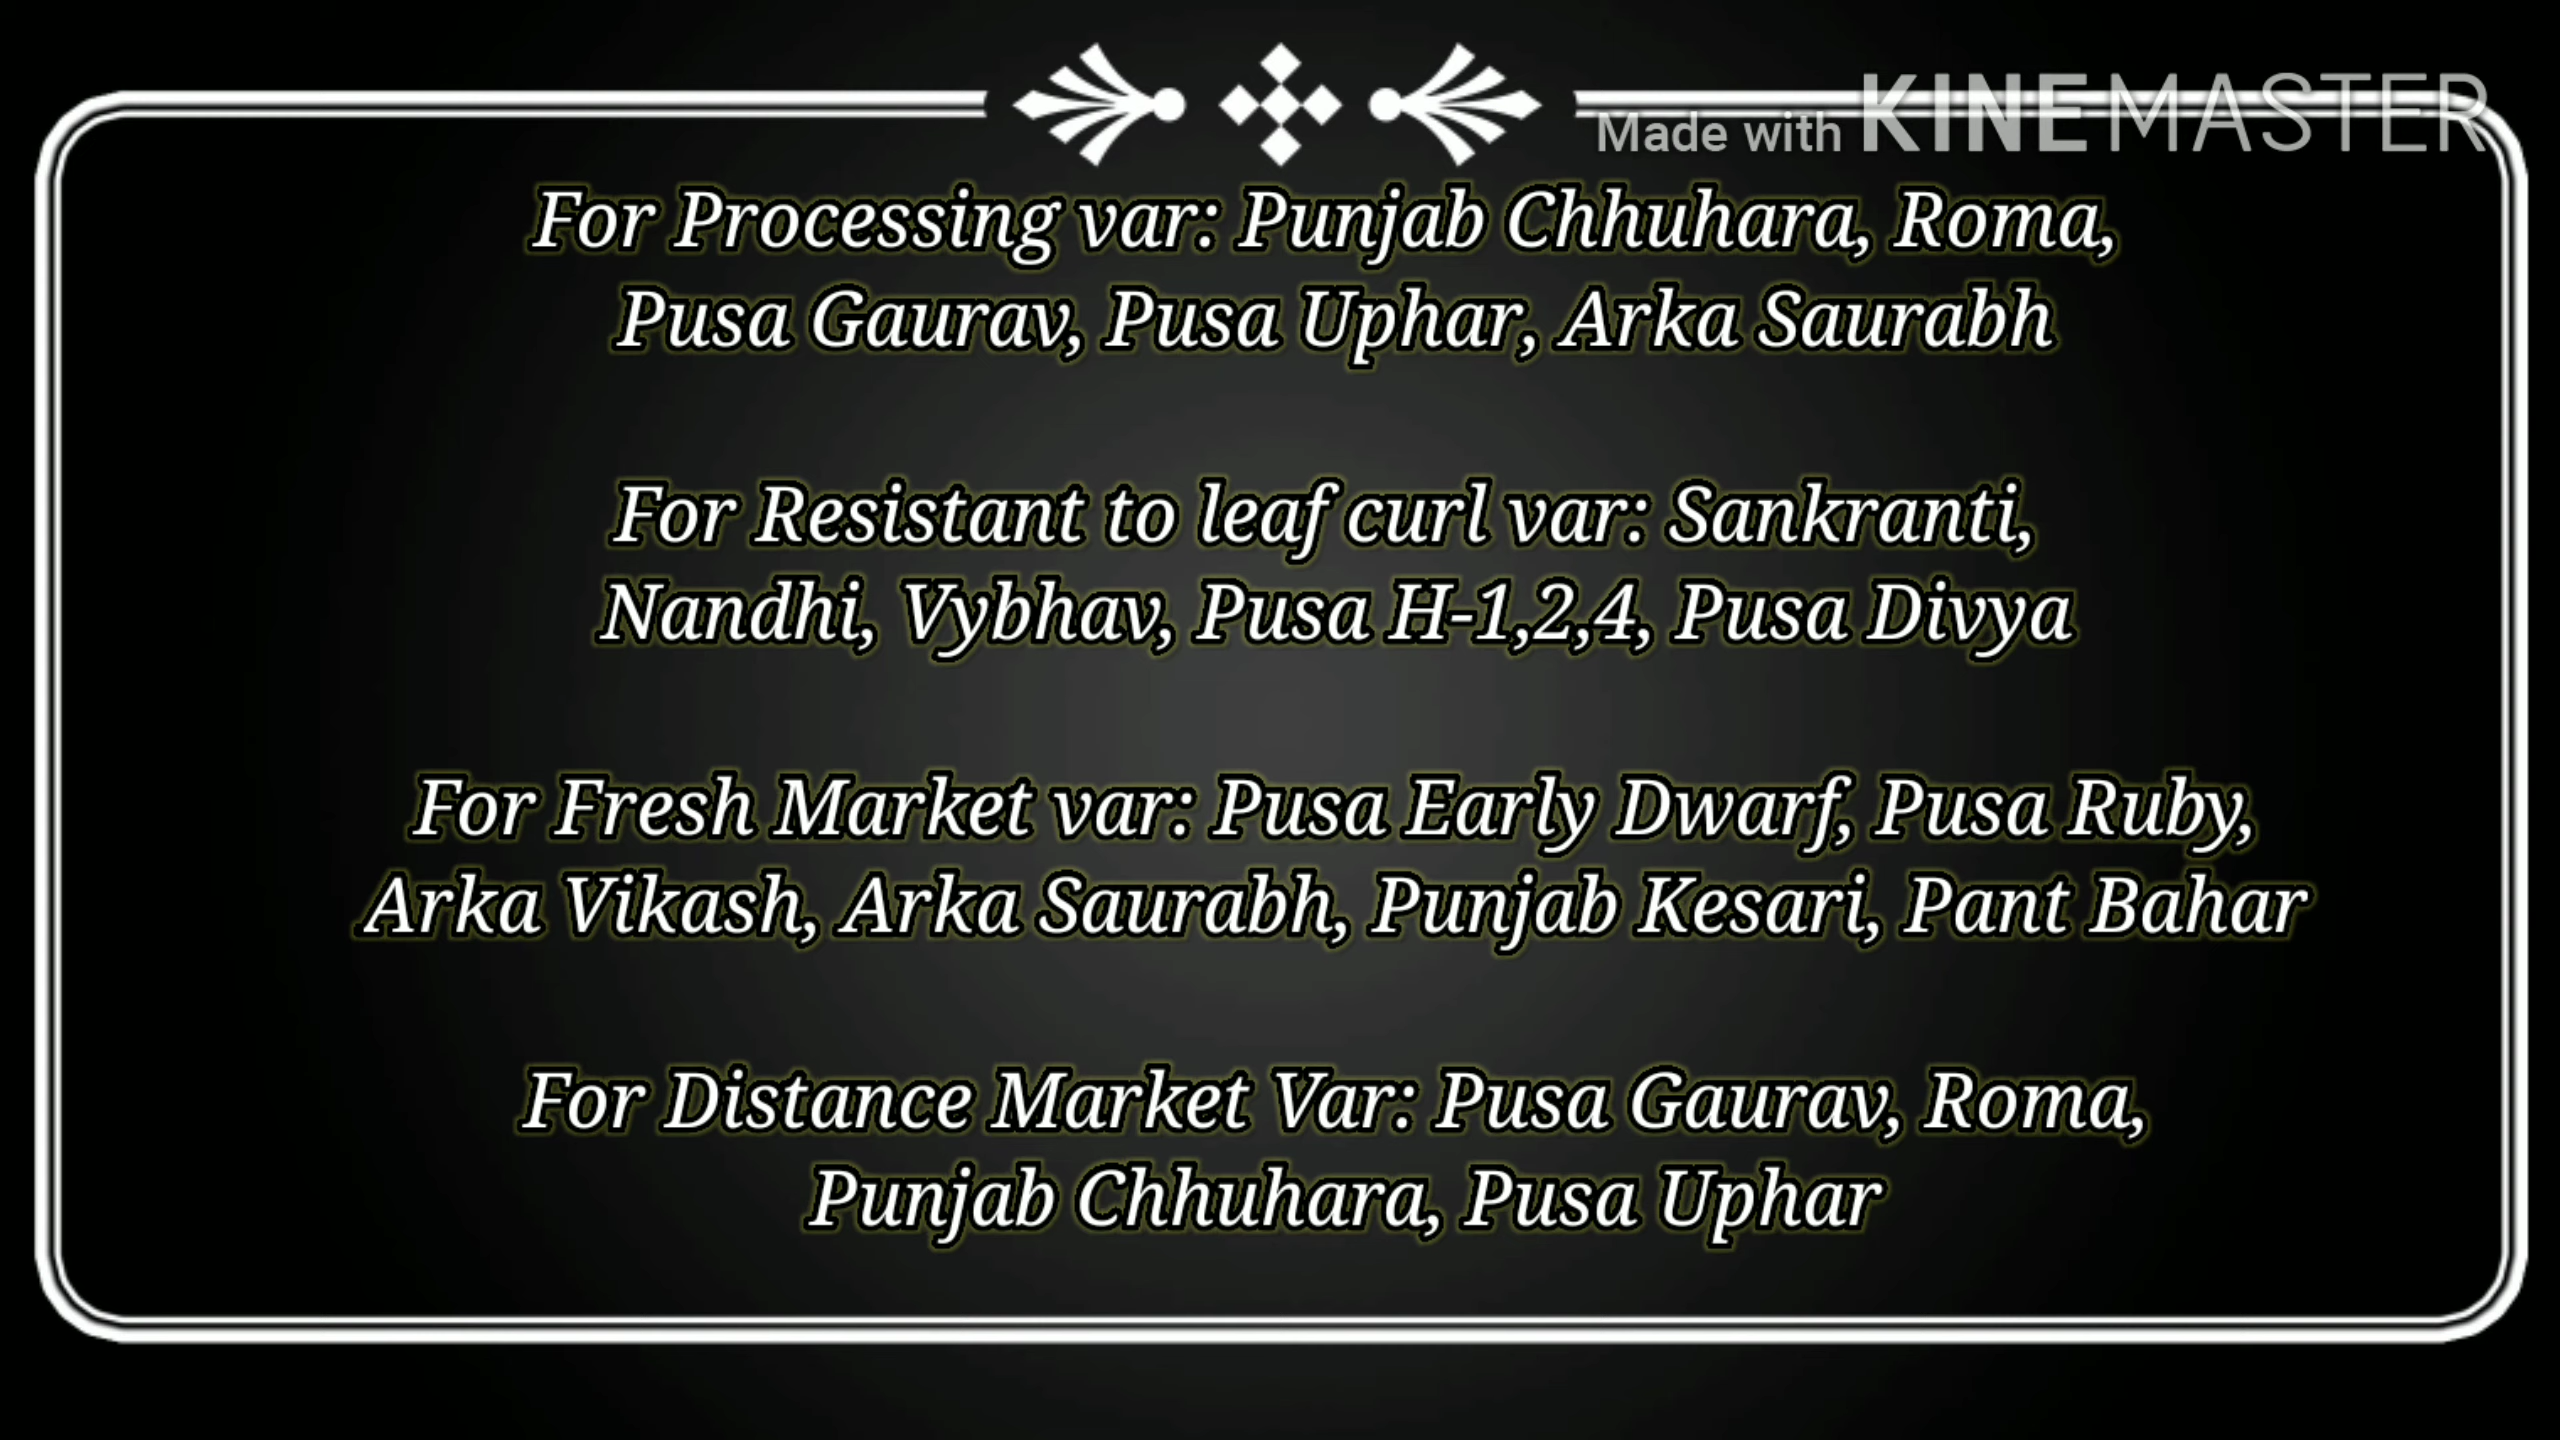 Made with KINEMASTER
For Processing var: Punjab Chhuhara, Roma,
Pusa Gaurav, Pusa Uphar, Arka Saurabh
For Resistant to leaf curl var: Sankranti,
Nandhi, Vybhav, Pusa H-1,2,4, Pusa Divya
For Fresh Market var: Pusa Early Dwarf, Pusa Ruby,
Arka Vikash, Arka Saurabh, Punjab Kesari, Pant Bahar
For Distance Market Var: Pusa Gaurav, Roma,
Punjab Chhuhara, Pusa Uphar